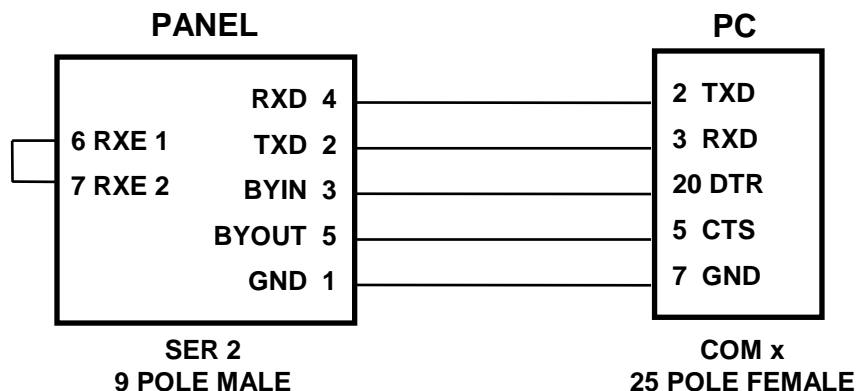 PANEL
PC
RXD 4
2 TXD
6 RXE 1
TXD 2
3 RXD
7 RXE 2
BYIN 3
20 DTR
BYOUT 5
5 CTS
GND 1
7 GND
SER 2
COM x
9 POLE MALE
25 POLE FEMALE